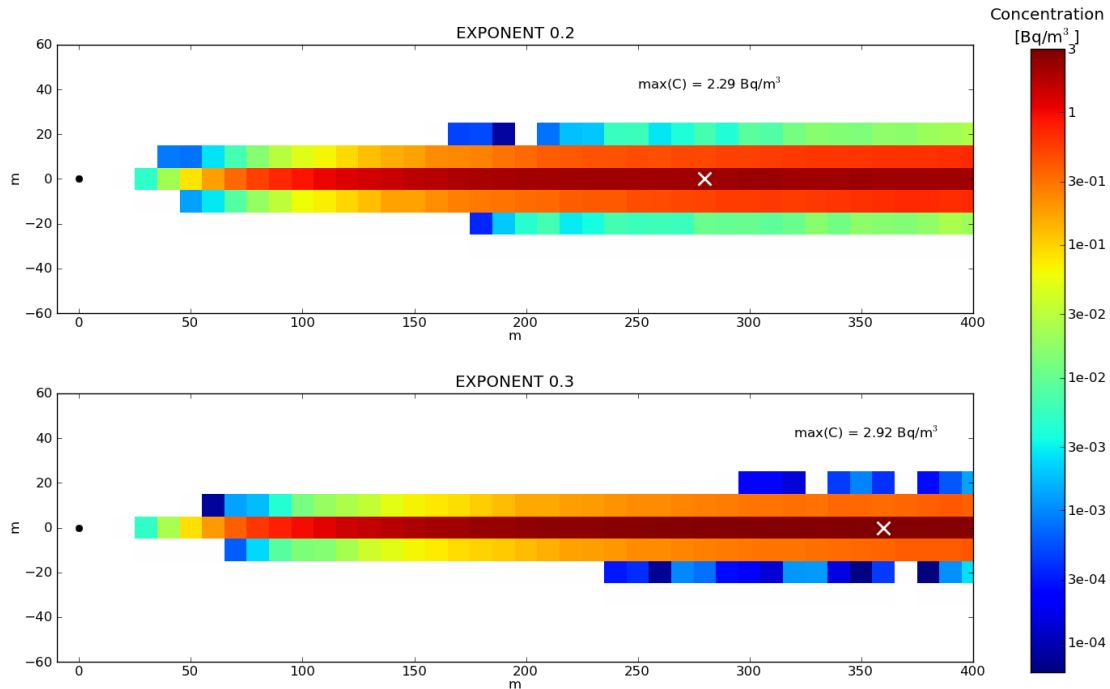 Concentration
[Bq/m³]
EXPONENT 0.2
max(C) = 2.29 Bq/m³
60
40
20
0
−20
−40
−60
m
0 50 100 150 200 250 300 350 400
m
EXPONENT 0.3
max(C) = 2.92 Bq/m³
60
40
20
0
−20
−40
−60
m
0 50 100 150 200 250 300 350 400
m
3
1
3e-01
1e-01
3e-02
1e-02
3e-03
1e-03
3e-04
1e-04